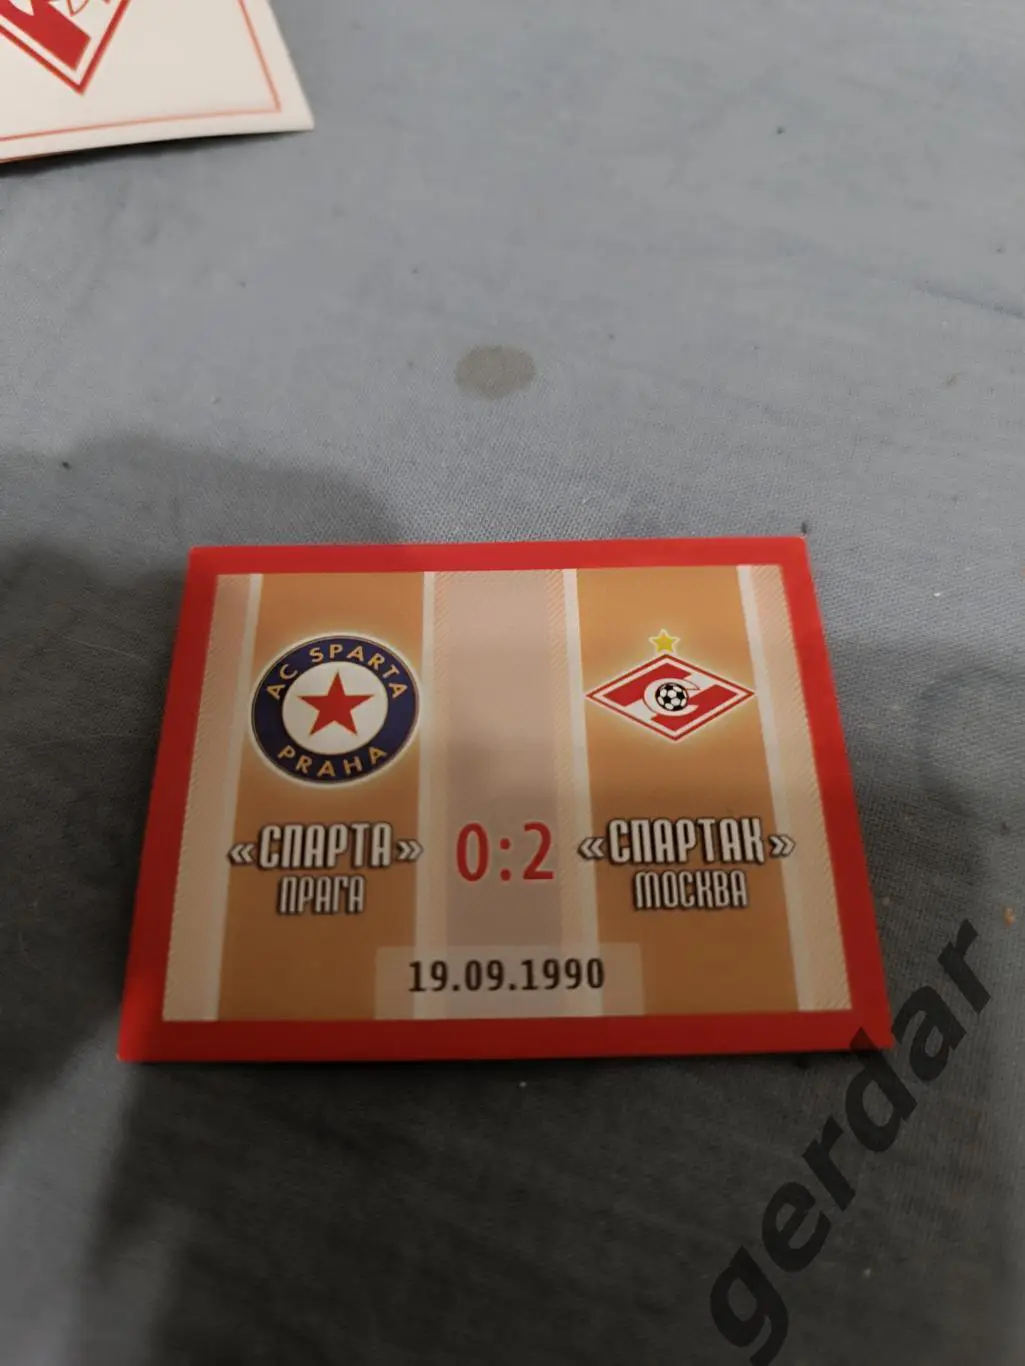 AC SPARTA
PRAHA
«СПАРТА» 0:2 «СПАРТАК»
ПРАГА МОСКВА
19.09.1990
gerdar